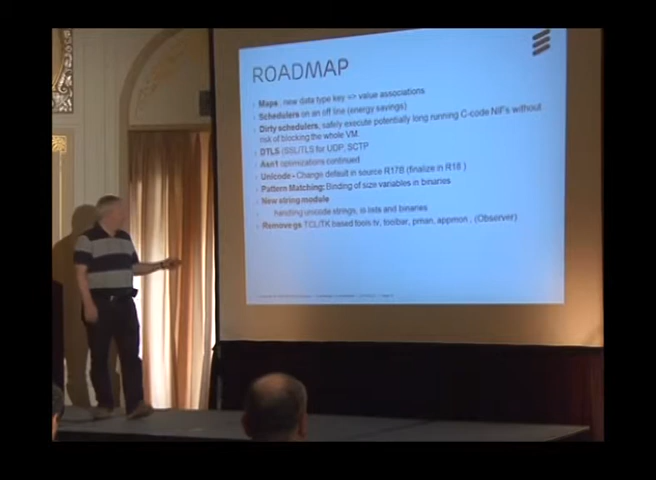 ROADMAP
Maps, new data type key => value associations
Schedulers on an off line (energy savings)
Dirty schedulers, safely execute potentially long running C-code NIF's without
risk of blocking the whole VM
DTLS (SSL/TLS for UDP, SCTP
Asn1 optimizations continued
Unicode - Change default in source R17B (finalize in R18)
Pattern Matching: Binding of size variables in binaries
New string module
handling unicode strings, in lists and binaries
Remove gs TCL/TK based tools tv, toolbar, pman, appmon, (Observer)